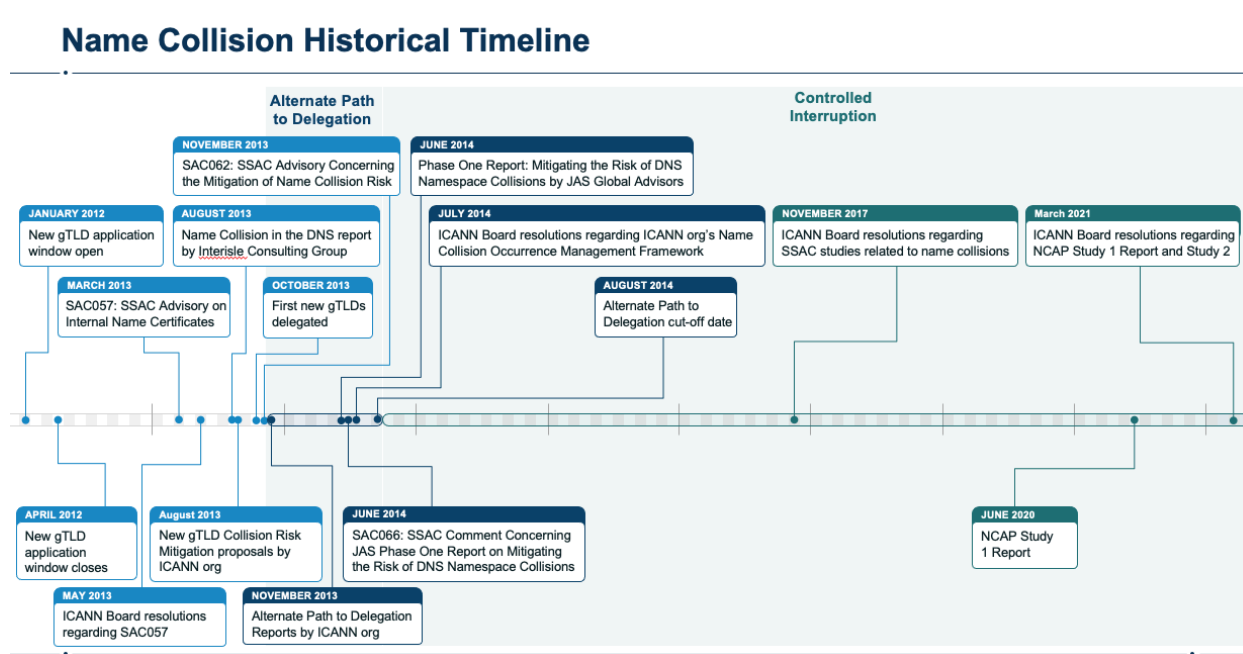 Name Collision Historical Timeline
Alternate Path
to Delegation
Controlled
Interruption
NOVEMBER 2013
SAC062: SSAC Advisory Concerning
the Mitigation of Name Collision Risk
JUNE 2014
Phase One Report: Mitigating the Risk of DNS
Namespace Collisions by JAS Global Advisors
JANUARY 2012
New gTLD application
window open
AUGUST 2013
Name Collision in the DNS report
by Interisle Consulting Group
JULY 2014
ICANN Board resolutions regarding ICANN org's Name
Collision Occurrence Management Framework
NOVEMBER 2017
ICANN Board resolutions regarding
SSAC studies related to name collisions
March 2021
ICANN Board resolutions regarding
NCAP Study 1 Report and Study 2
MARCH 2013
SAC057: SSAC Advisory on
Internal Name Certificates
OCTOBER 2013
First new gTLDs
delegated
AUGUST 2014
Alternate Path to
Delegation cut-off date
APRIL 2012
New gTLD
application
window closes
August 2013
New gTLD Collision Risk
Mitigation proposals by
ICANN org
JUNE 2014
SAC066: SSAC Comment Concerning
JAS Phase One Report on Mitigating
the Risk of DNS Namespace Collisions
JUNE 2020
NCAP Study
1 Report
MAY 2013
ICANN Board resolutions
regarding SAC057
NOVEMBER 2013
Alternate Path to Delegation
Reports by ICANN org